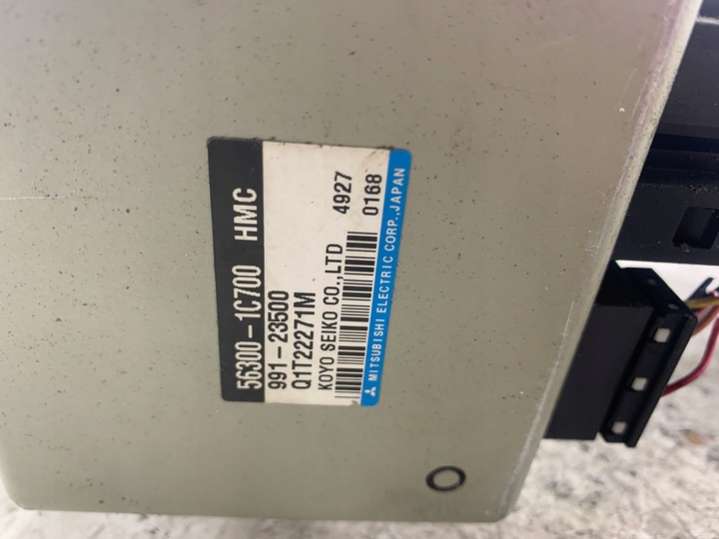 56300-1C700 HMC
991-23500
Q1T22271M
KOYO SEIKO CO.,LTD 4927
0168
MITSUBISHI ELECTRIC CORP.,JAPAN